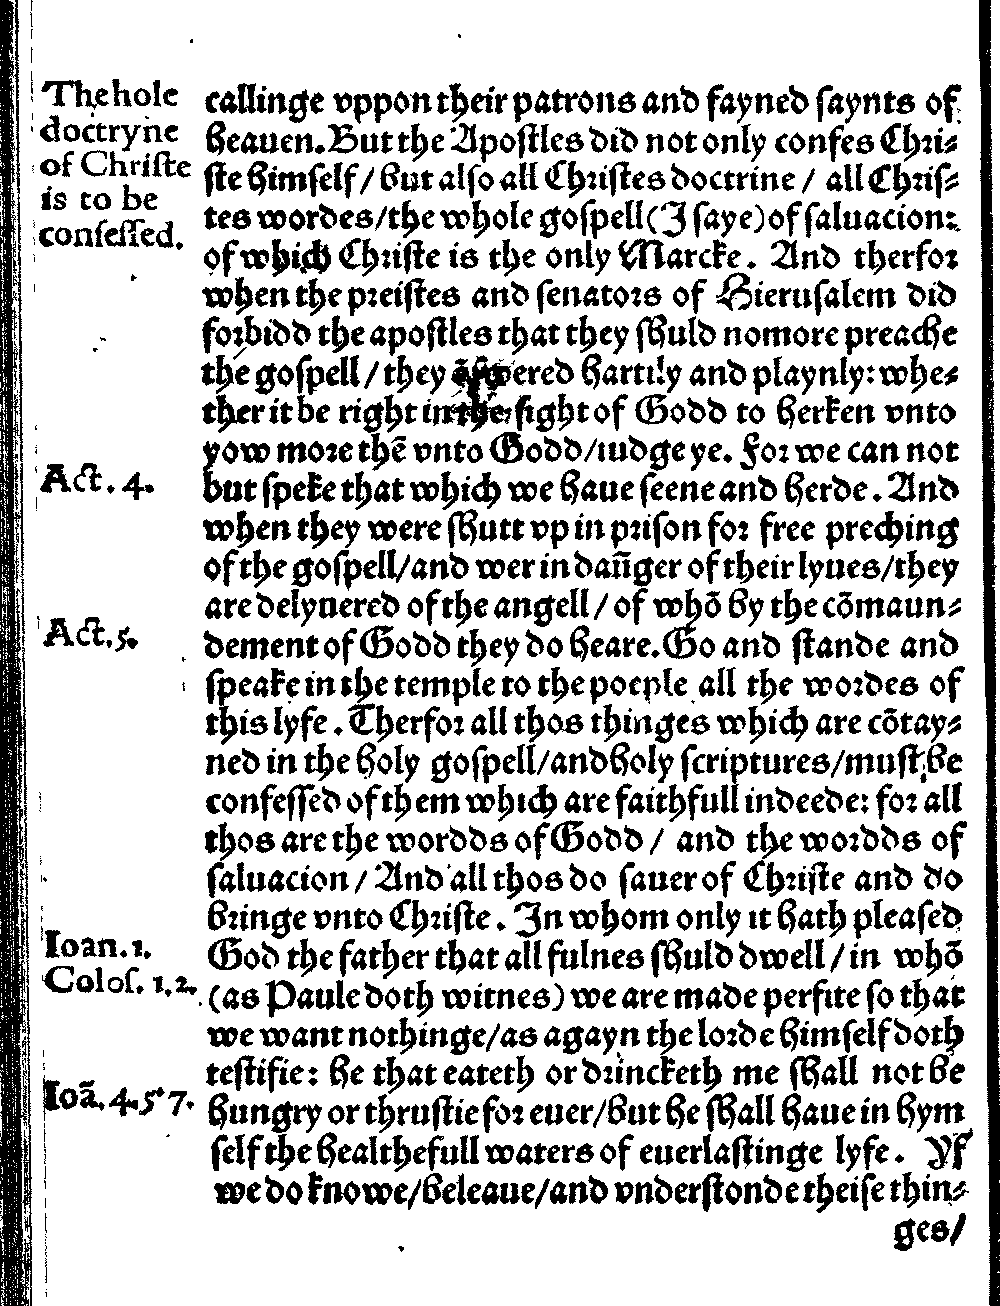 The hole
doctryne
of Christe
is to be
confessed.
callinge vppon their patrons and fayned saynts of
heauen. But the Apostles did not only confes Chri⸗
ste himself / but also all Christes doctrine / all Chris⸗
tes wordes / the whole gospell (I saye) of saluacion:
of which Christe is the only Marcke. And therfor
when the preistes and senators of Hierusalem did
forbidd the apostles that they shuld nomore preache
the gospell / they āswered hartily and playnly: whe⸗
ther it be right in the sight of Godd to herken vnto
yow more thē vnto Godd / iudge ye. For we can not
Act. 4.
but speke that which we haue seene and herde. And
when they were shutt vp in prison for free preching
of the gospell / and wer in dañger of their lyues / they
are delyuered of the angell / of whō by the cōmaun⸗
Act. 5.
dement of Godd they do heare. Go and stande and
speake in the temple to the poeple all the wordes of
this lyfe. Therfor all thos thinges which are cōtay⸗
ned in the holy gospell / and holy scriptures / must be
confessed of them which are faithfull indeede: for all
thos are the wordds of Godd / and the wordds of
saluacion / And all thos do sauer of Christe and do
bringe vnto Christe. In whom only it hath pleased
Ioan. 1.
God the father that all fulnes shuld dwell / in whō
Colos. 1, 2.
(as Paule doth witnes) we are made perfite so that
we want nothinge / as agayn the lorde himself doth
testifie: he that eateth or drincketh me shall not be
Ioā. 4. 5. 7.
hungry or thrustie for euer / but he shall haue in hym
self the healthefull waters of euerlastinge lyfe. Yf
we do knowe / beleaue / and vnderstonde theise thin⸗
ges /